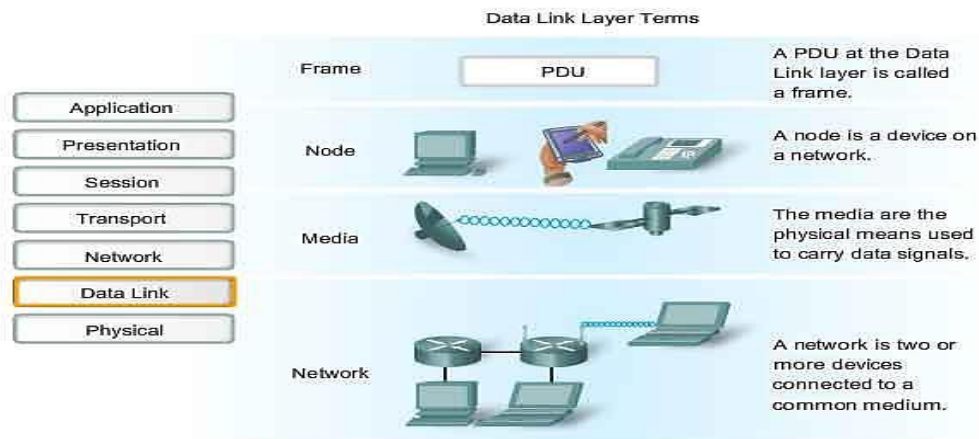 Data Link Layer Terms
Application
Presentation
Session
Transport
Network
Data Link
Physical
Frame
PDU
A PDU at the Data
Link layer is called
a frame.
Node
A node is a device on
a network.
Media
The media are the
physical means used
to carry data signals.
Network
A network is two or
more devices
connected to a
common medium.